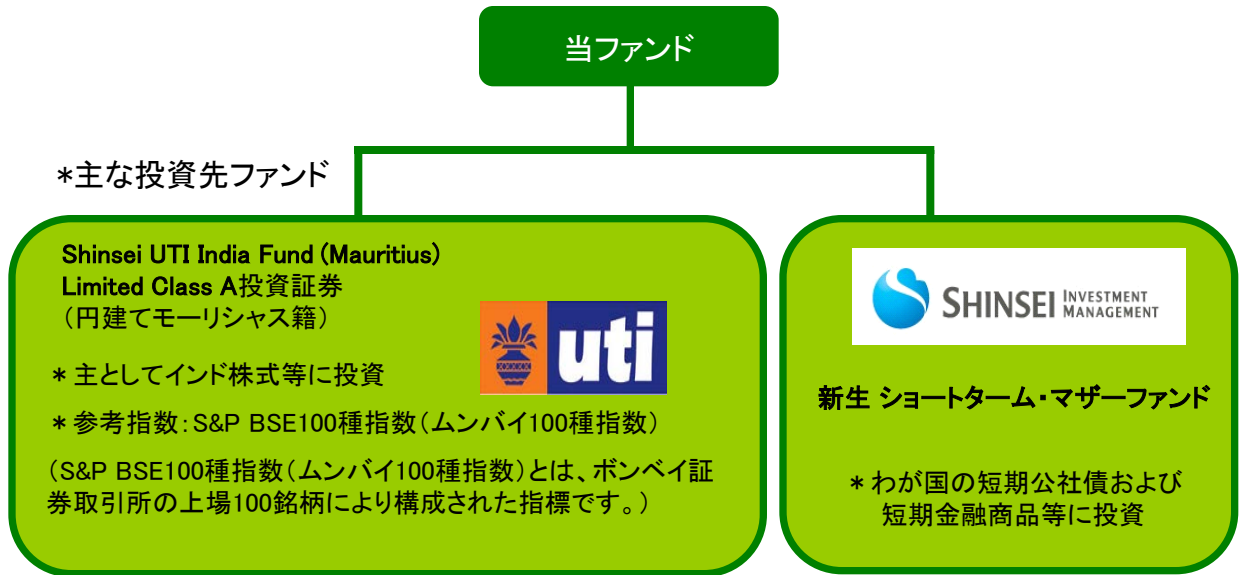 当ファンド
*主な投資先ファンド
Shinsei UTI India Fund (Mauritius)
Limited Class A投資証券
（円建てモーリシャス籍）
uti
* 主としてインド株式等に投資
* 参考指数：S&P BSE100種指数（ムンバイ100種指数）
（S&P BSE100種指数（ムンバイ100種指数）とは、ボンベイ証
券取引所の上場100銘柄により構成された指標です。）
SHINSEI INVESTMENT
MANAGEMENT
新生 ショートターム・マザーファンド
* わが国の短期公社債および
短期金融商品等に投資